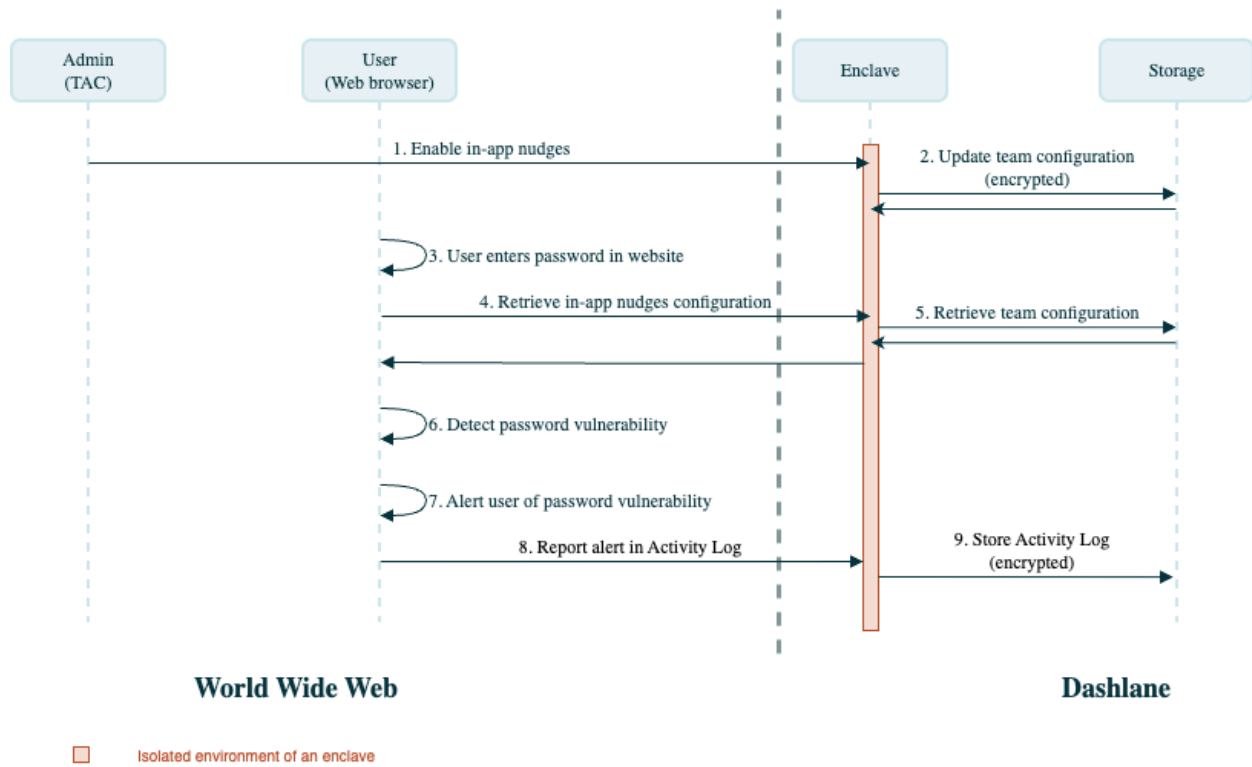 Admin
(TAC)
User
(Web browser)
Enclave
Storage
1. Enable in-app nudges
2. Update team configuration
(encrypted)
3. User enters password in website
4. Retrieve in-app nudges configuration
5. Retrieve team configuration
6. Detect password vulnerability
7. Alert user of password vulnerability
8. Report alert in Activity Log
9. Store Activity Log
(encrypted)
World Wide Web
Dashlane
Isolated environment of an enclave